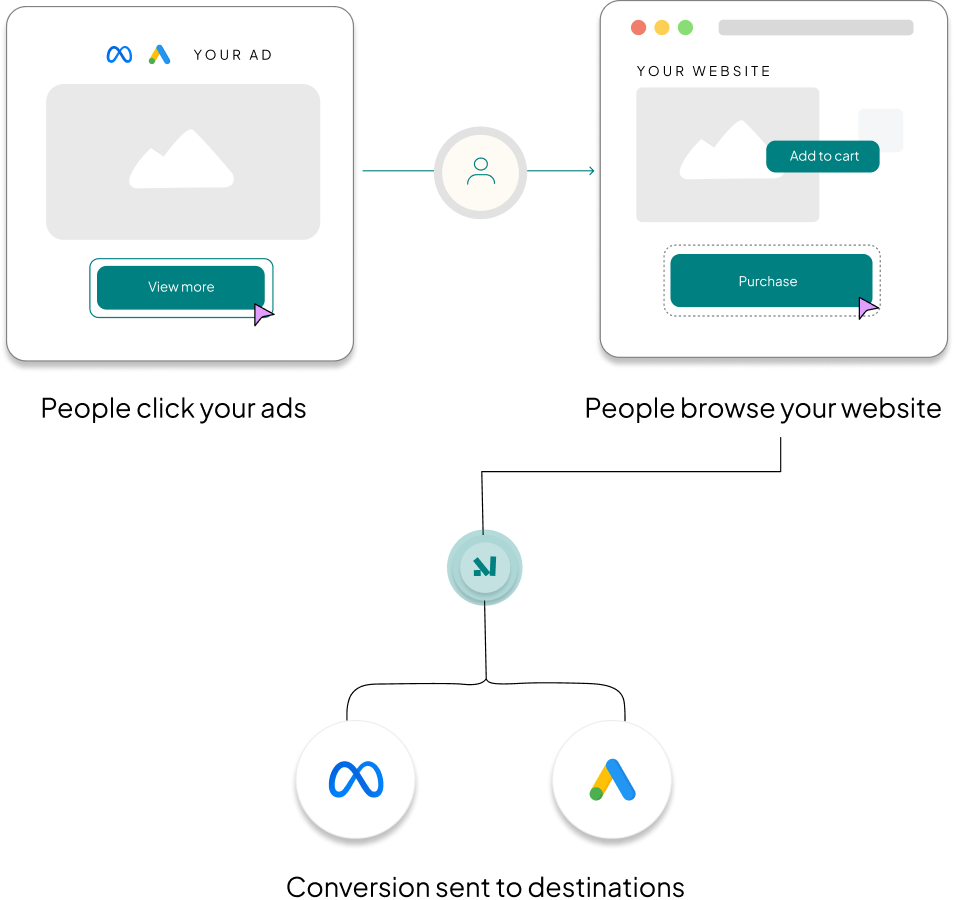 YOUR AD
View more
YOUR WEBSITE
Add to cart
Purchase
People click your ads
People browse your website
Conversion sent to destinations